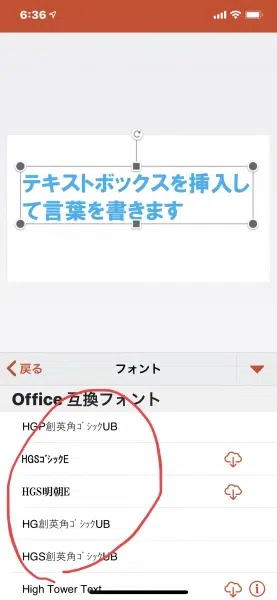 6:36
テキストボックスを挿入し
て言葉を書きます
戻る
フォント
Office 互換フォント
HGP創英角ゴシックUB
HGSゴシックE
HGS明朝E
HG創英角ゴシックUB
HGS創英角ゴシックUB
High Tower Text